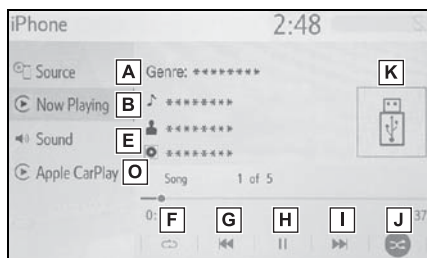 iPhone 2:48
Source A Genre: ******** K
Now Playing B ********
Sound E ********
********
Apple CarPlay O Song 1 of 5
0: 37
F G H I J